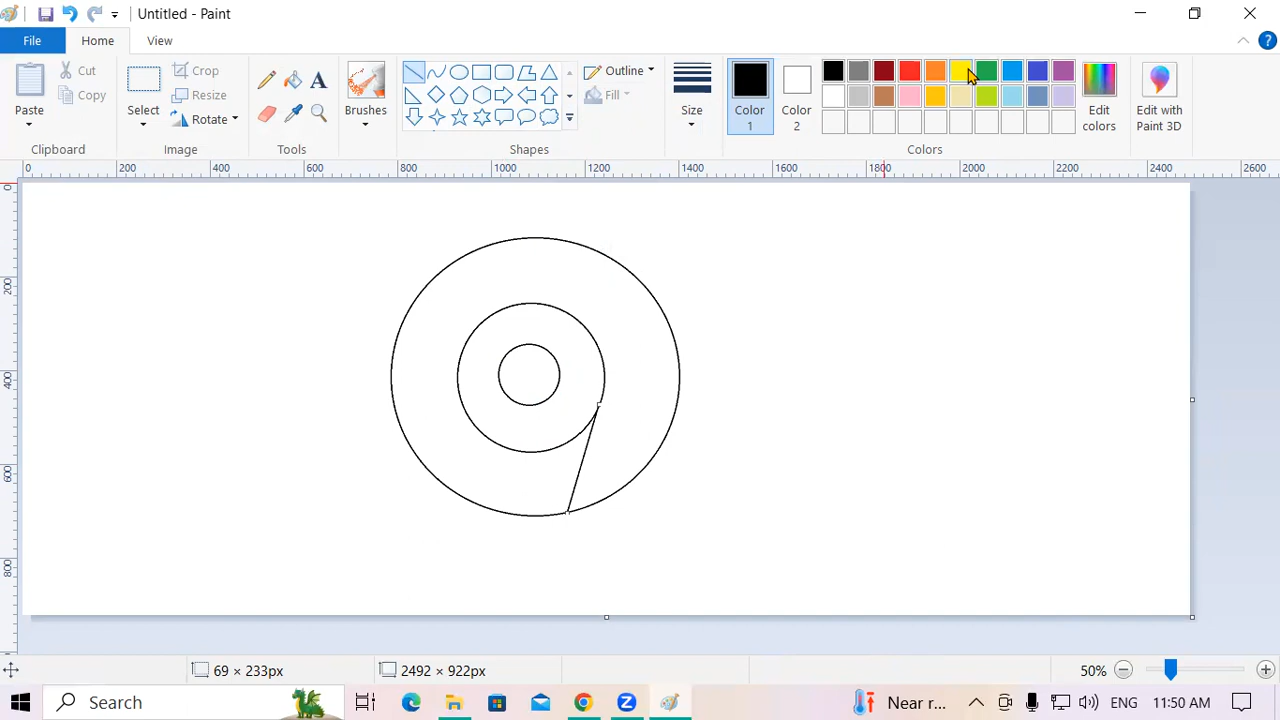 Untitled - Paint
File Home View
Paste
Cut
Copy
Clipboard
Select
Crop
Resize
Rotate
Image
A
Tools
Brushes
Outline
Fill
Shapes
Size
Color 1
Color 2
Colors
Edit colors
Edit with Paint 3D
0 200 400 600 800 1000 1200 1400 1600 1800 2000 2200 2400 2600
0
200
400
600
800
69 × 233px 2492 × 922px 50%
Search Near r... ENG 11:50 AM